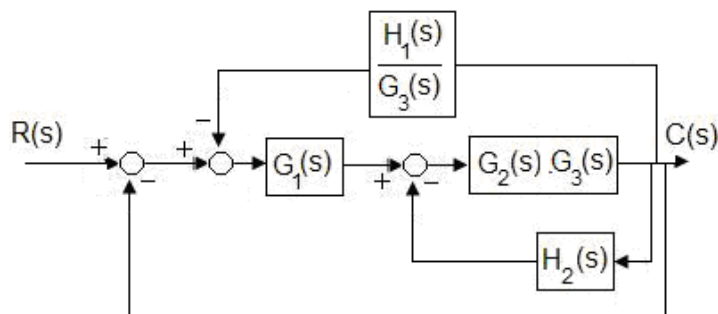 H₁(s)
G₃(s)
−
R(s)
+
−
+
G₁(s)
+
−
G₂(s) .G₃(s)
C(s)
H₂(s)